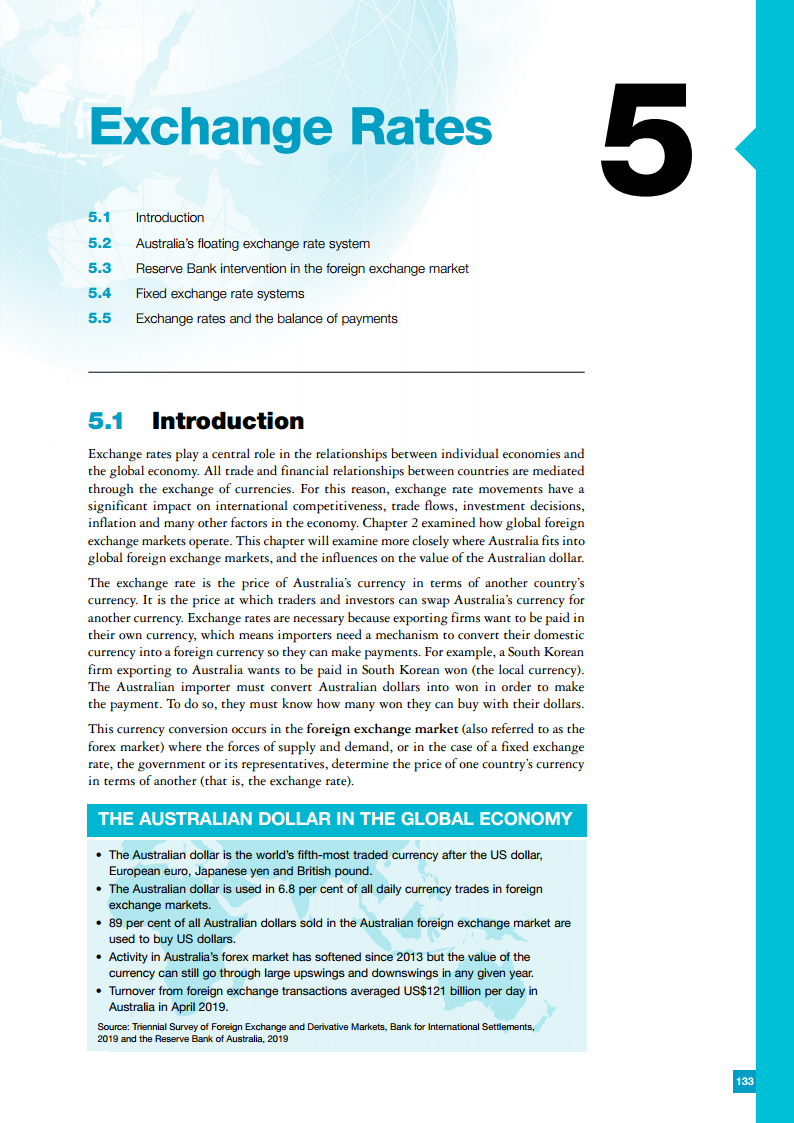 Exchange Rates
5
5.1 Introduction
5.2 Australia’s floating exchange rate system
5.3 Reserve Bank intervention in the foreign exchange market
5.4 Fixed exchange rate systems
5.5 Exchange rates and the balance of payments
5.1 Introduction
Exchange rates play a central role in the relationships between individual economies and
the global economy. All trade and financial relationships between countries are mediated
through the exchange of currencies. For this reason, exchange rate movements have a
significant impact on international competitiveness, trade flows, investment decisions,
inflation and many other factors in the economy. Chapter 2 examined how global foreign
exchange markets operate. This chapter will examine more closely where Australia fits into
global foreign exchange markets, and the influences on the value of the Australian dollar.
The exchange rate is the price of Australia’s currency in terms of another country’s
currency. It is the price at which traders and investors can swap Australia’s currency for
another currency. Exchange rates are necessary because exporting firms want to be paid in
their own currency, which means importers need a mechanism to convert their domestic
currency into a foreign currency so they can make payments. For example, a South Korean
firm exporting to Australia wants to be paid in South Korean won (the local currency).
The Australian importer must convert Australian dollars into won in order to make
the payment. To do so, they must know how many won they can buy with their dollars.
This currency conversion occurs in the foreign exchange market (also referred to as the
forex market) where the forces of supply and demand, or in the case of a fixed exchange
rate, the government or its representatives, determine the price of one country’s currency
in terms of another (that is, the exchange rate).
THE AUSTRALIAN DOLLAR IN THE GLOBAL ECONOMY
• The Australian dollar is the world’s fifth-most traded currency after the US dollar,
European euro, Japanese yen and British pound.
• The Australian dollar is used in 6.8 per cent of all daily currency trades in foreign
exchange markets.
• 89 per cent of all Australian dollars sold in the Australian foreign exchange market are
used to buy US dollars.
• Activity in Australia’s forex market has softened since 2013 but the value of the
currency can still go through large upswings and downswings in any given year.
• Turnover from foreign exchange transactions averaged US$121 billion per day in
Australia in April 2019.
Source: Triennial Survey of Foreign Exchange and Derivative Markets, Bank for International Settlements,
2019 and the Reserve Bank of Australia, 2019
133